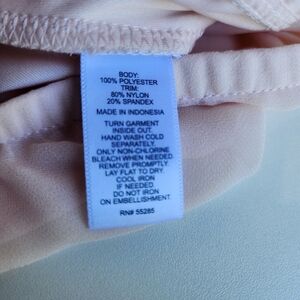 BODY:
100% POLYESTER
TRIM:
80% NYLON
20% SPANDEX
MADE IN INDONESIA
TURN GARMENT
INSIDE OUT.
HAND WASH COLD
SEPARATELY.
ONLY NON-CHLORINE
BLEACH WHEN NEEDED.
REMOVE PROMPTLY.
LAY FLAT TO DRY.
COOL IRON
IF NEEDED.
DO NOT IRON
ON EMBELLISHMENT.
RN# 55285